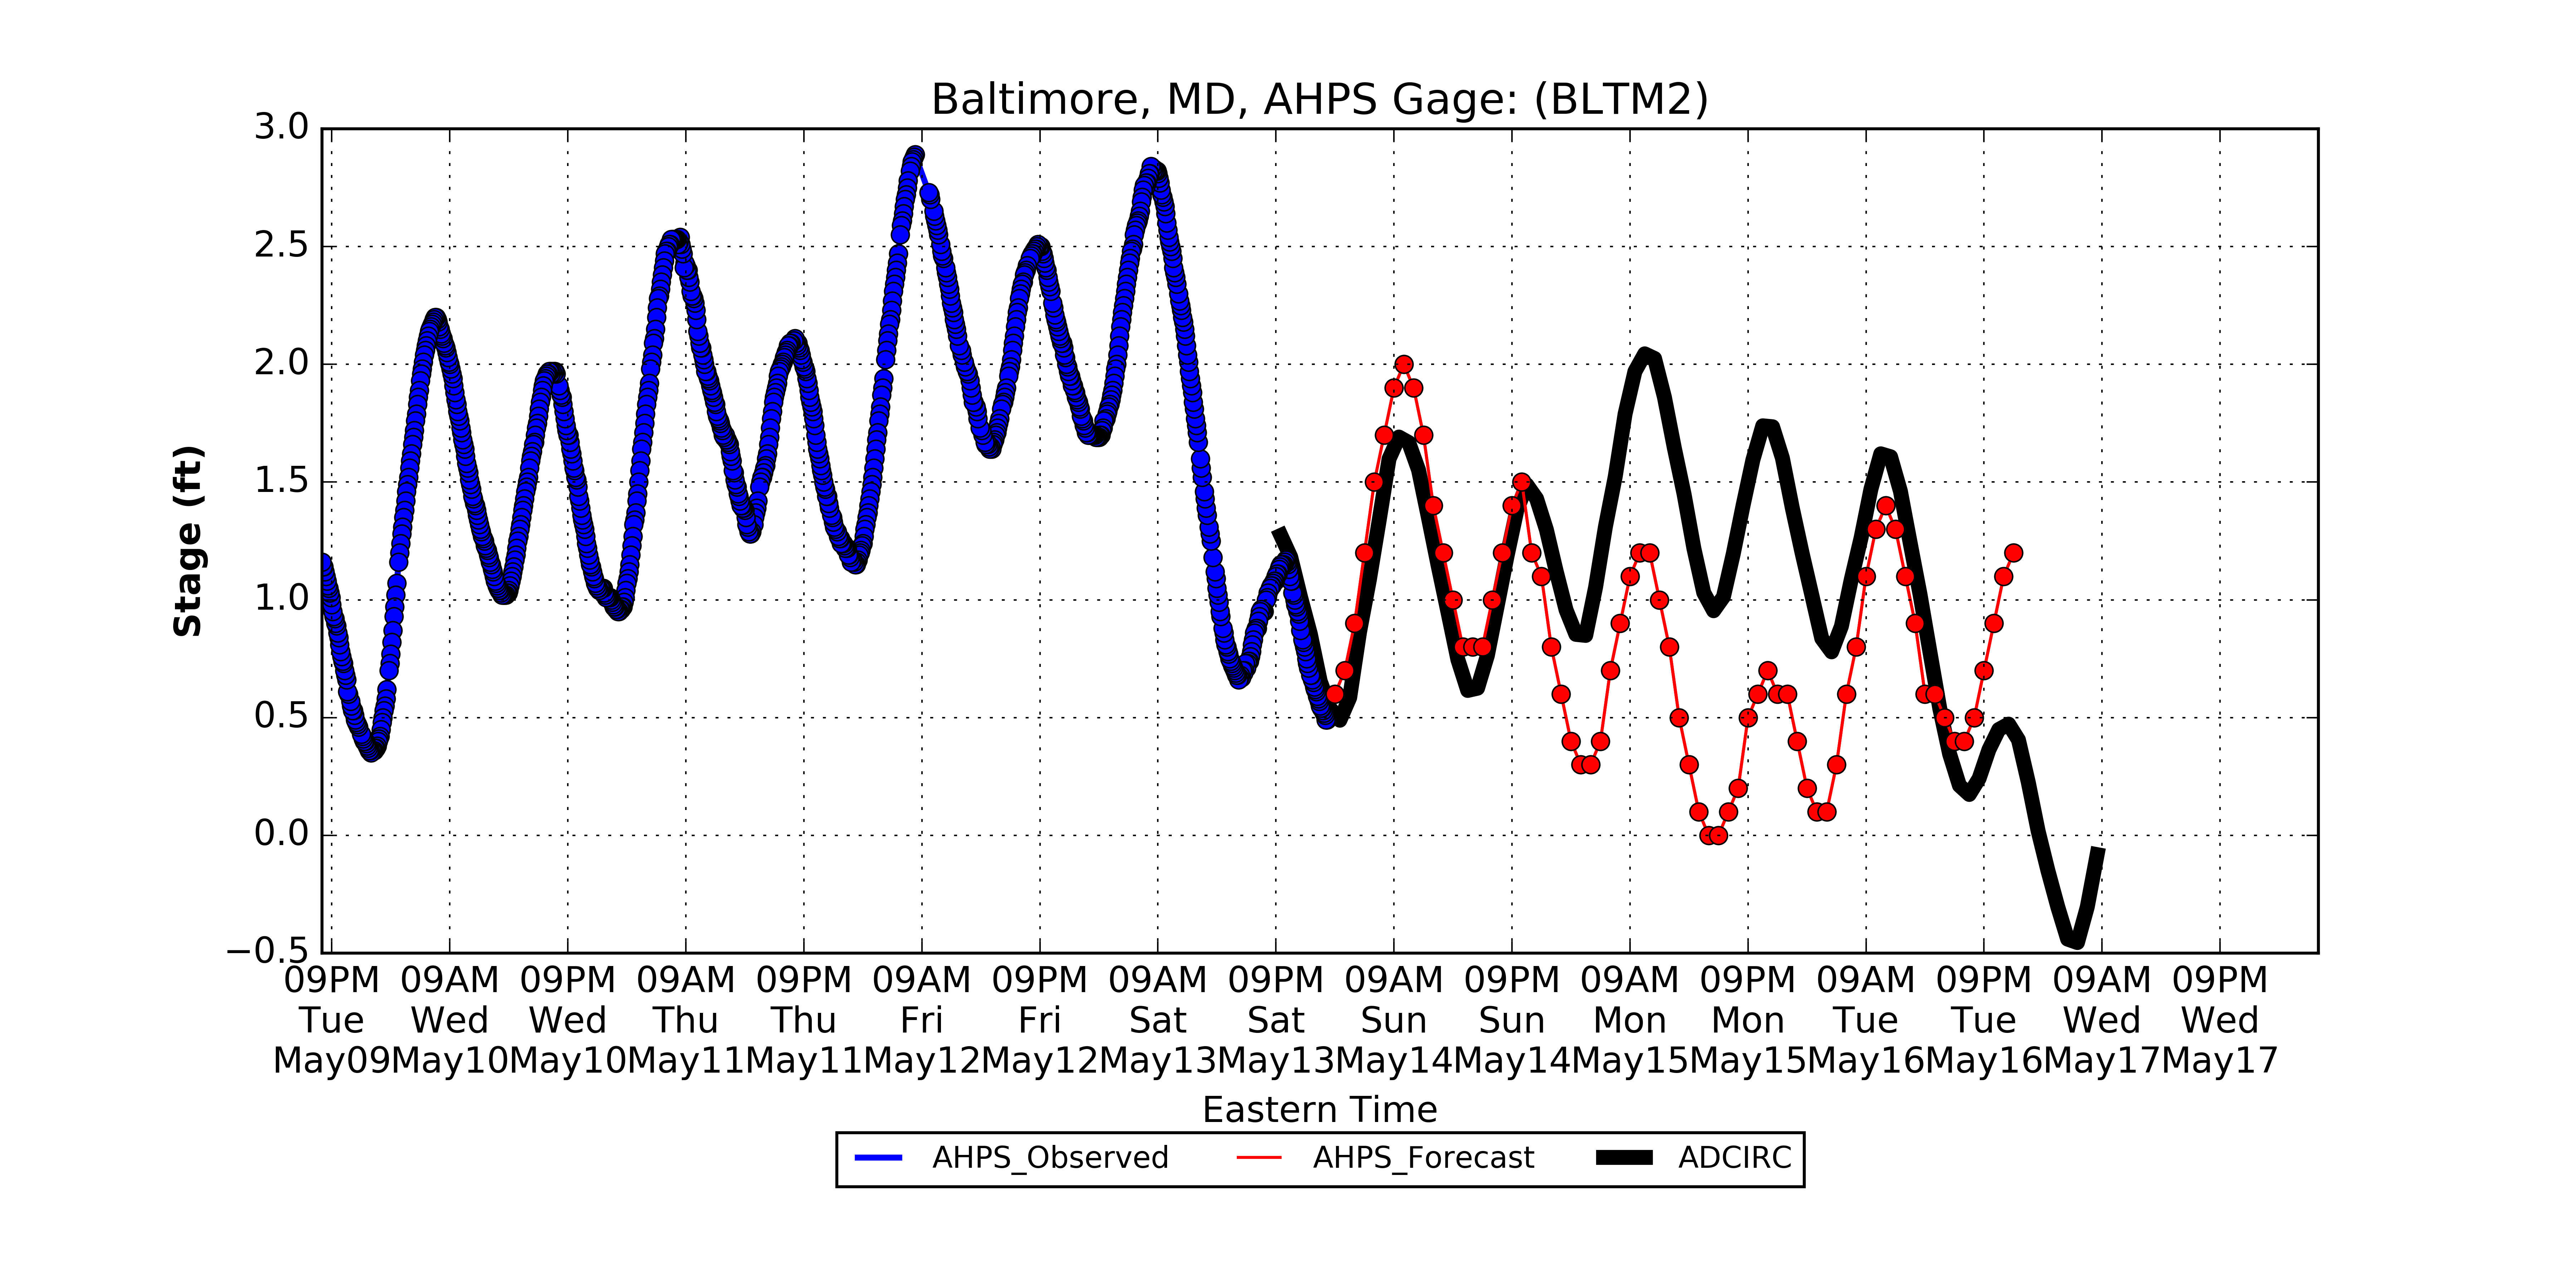 Baltimore, MD, AHPS Gage: (BLTM2)
3.0
2.5
2.0
1.5
1.0
0.5
0.0
−0.5
Stage (ft)
09PM 09AM 09PM 09AM 09PM 09AM 09PM 09AM 09PM 09AM 09PM 09AM 09PM 09AM 09PM 09AM 09PM
Tue Wed Wed Thu Thu Fri Fri Sat Sat Sun Sun Mon Mon Tue Tue Wed Wed
May09 May10 May10 May11 May11 May12 May12 May13 May13 May14 May14 May15 May15 May16 May16 May17 May17
Eastern Time
AHPS_Observed AHPS_Forecast ADCIRC